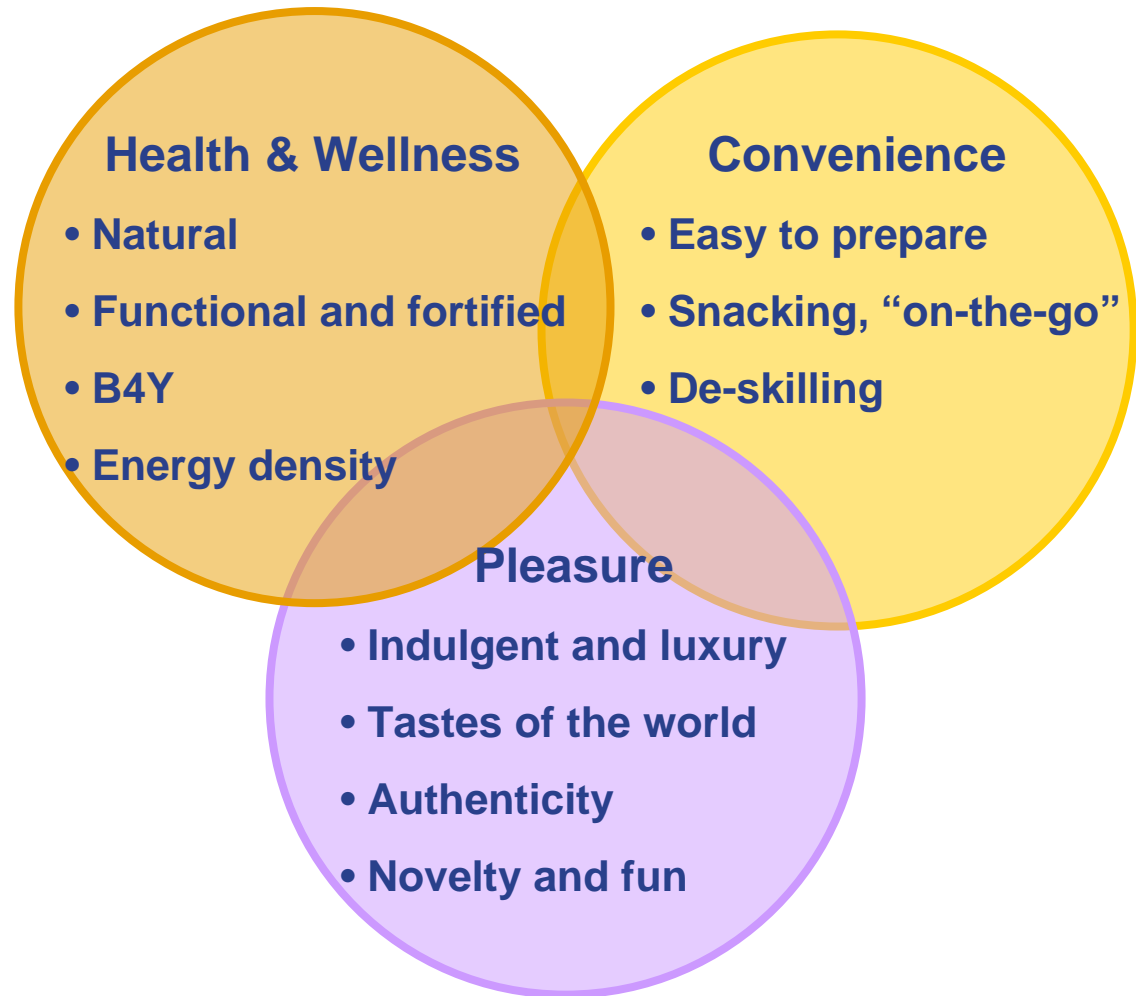 Health & Wellness
• Natural
• Functional and fortified
• B4Y
• Energy density
Convenience
• Easy to prepare
• Snacking, “on-the-go”
• De-skilling
Pleasure
• Indulgent and luxury
• Tastes of the world
• Authenticity
• Novelty and fun